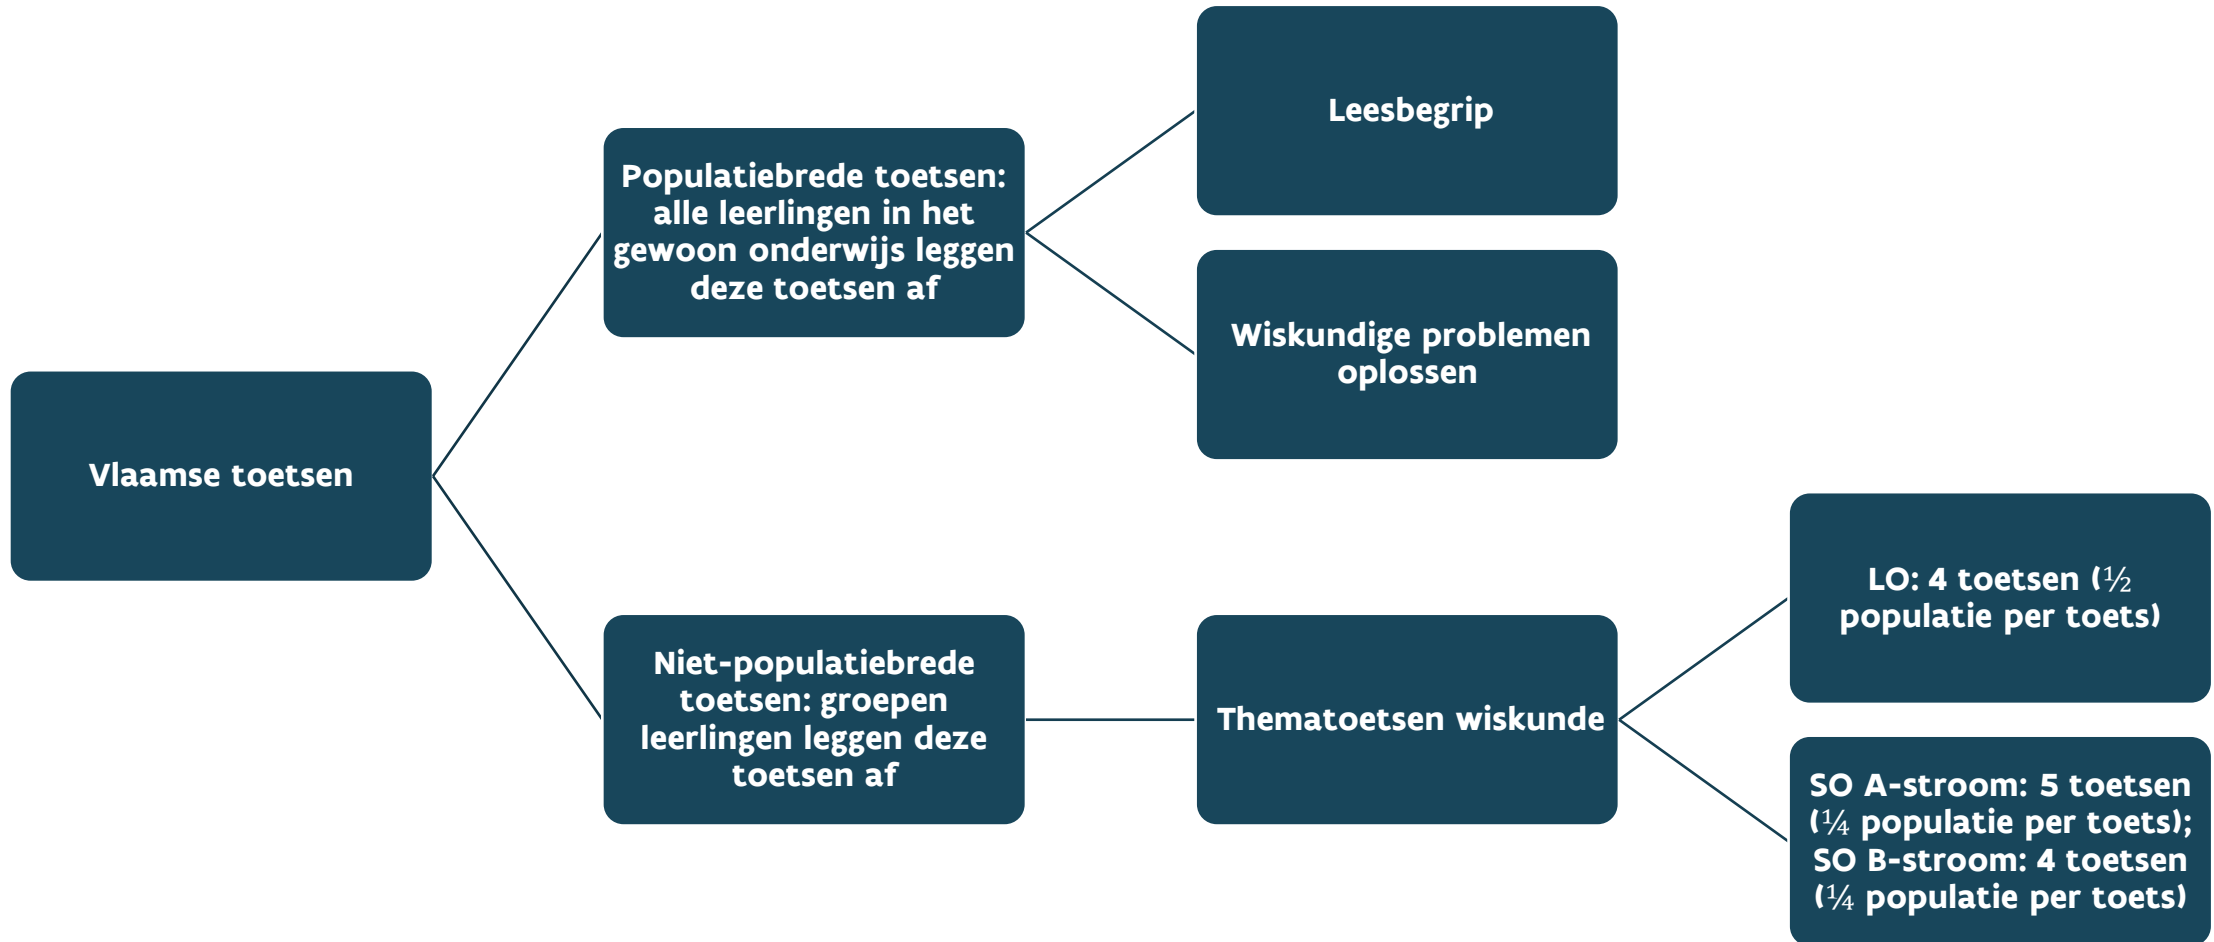 Vlaamse toetsen
Populatiebrede toetsen:
alle leerlingen in het
gewoon onderwijs leggen
deze toetsen af
Leesbegrip
Wiskundige problemen
oplossen
Niet-populatiebrede
toetsen: groepen
leerlingen leggen deze
toetsen af
Thematoetsen wiskunde
LO: 4 toetsen (½
populatie per toets)
SO A-stroom: 5 toetsen
(¼ populatie per toets);
SO B-stroom: 4 toetsen
(¼ populatie per toets)